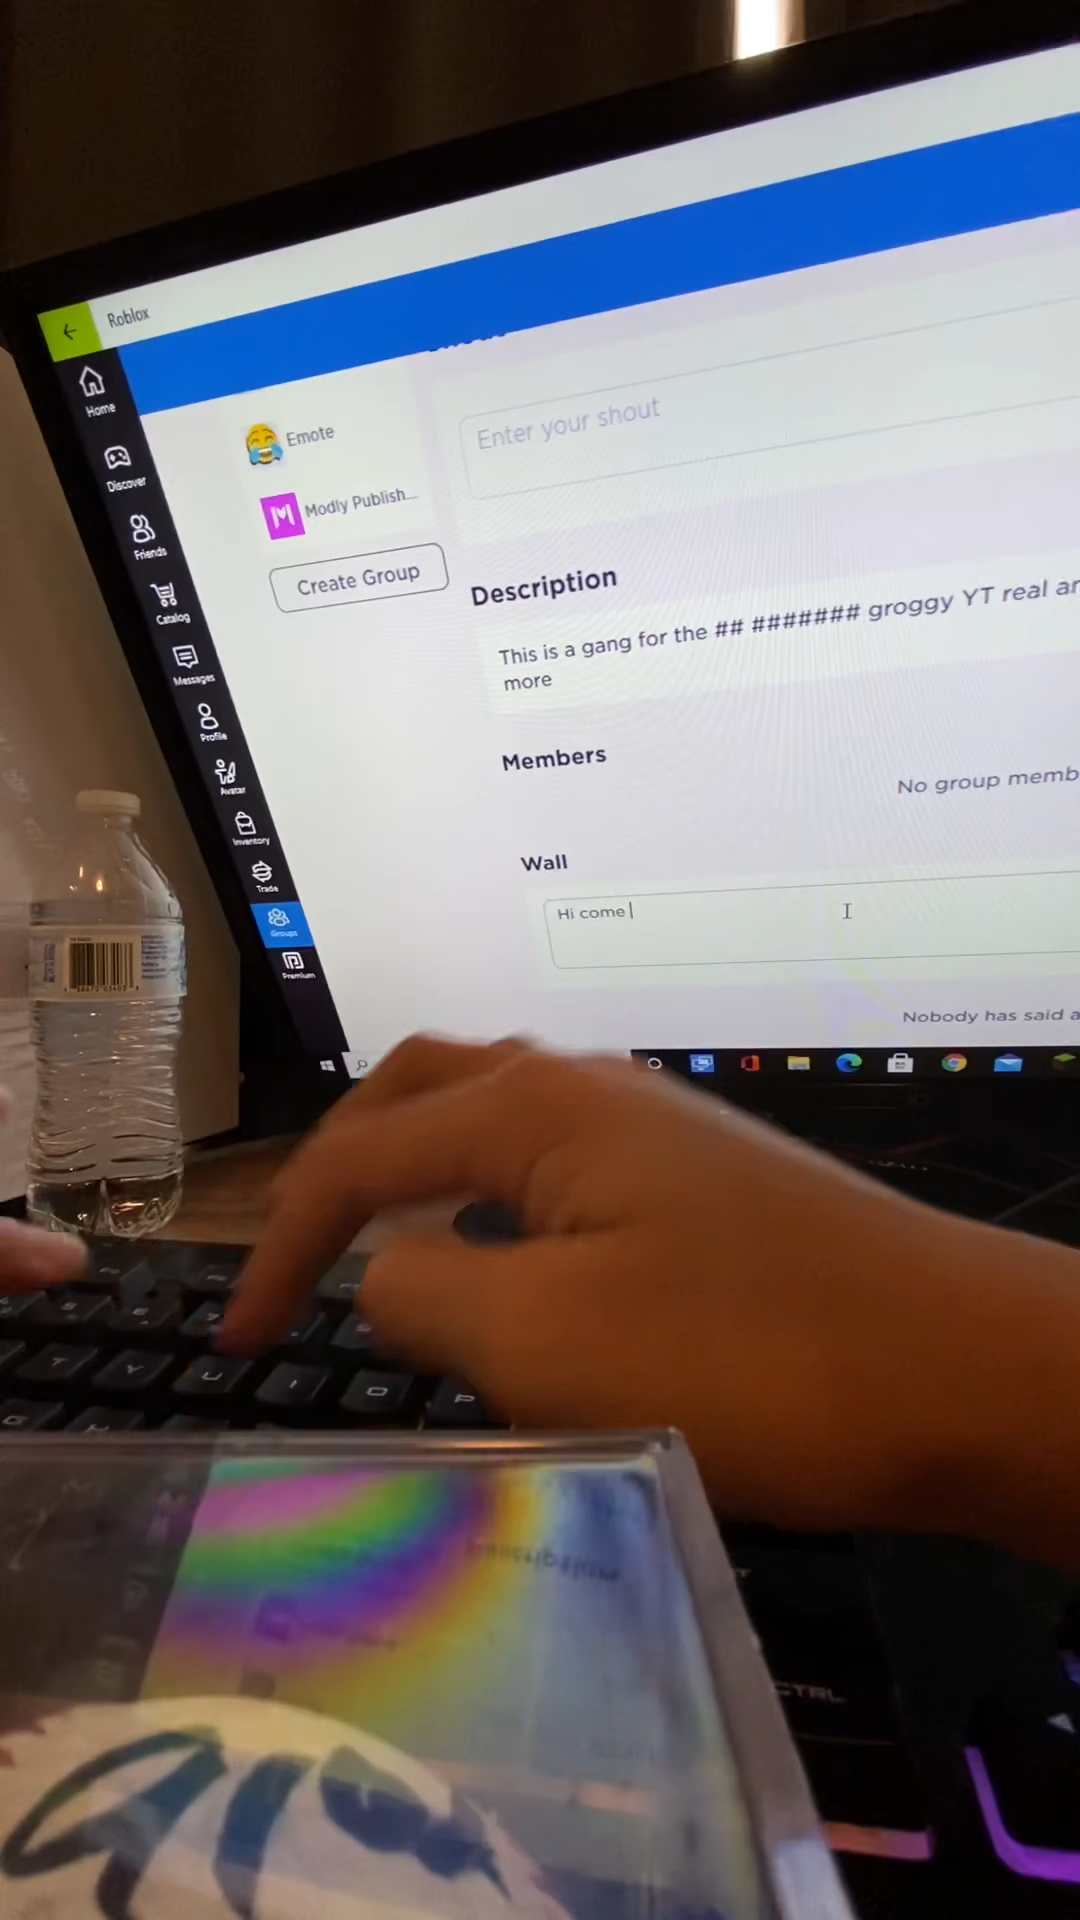 Roblox
Home
Discover
Friends
Catalog
Messages
Profile
Avatar
Inventory
Trade
Groups
Premium
Emote
M Modly Publish...
Create Group
Enter your shout
Description
This is a gang for the ## ####### groggy YT real
more
Members
No group memb
Wall
Hi come
Nobody has said a
T Y U I O P
G
CTRL